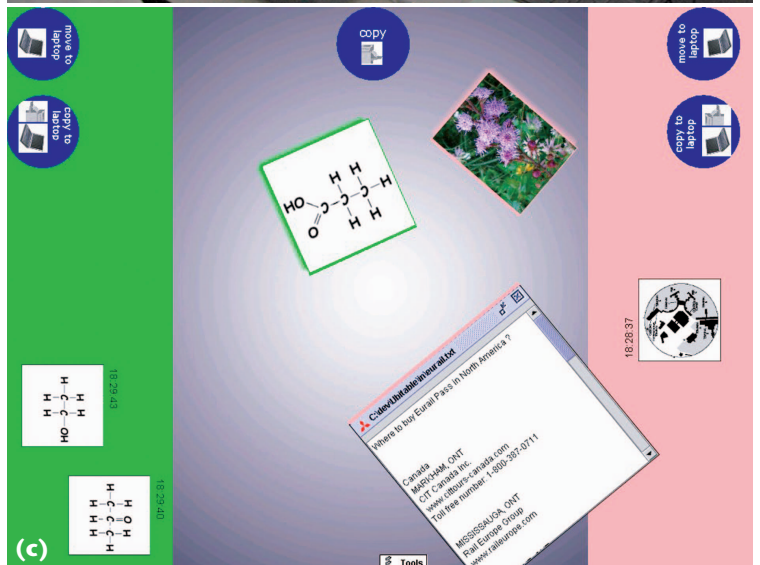 move to
laptop
copy to
laptop
copy
move to
laptop
copy to
laptop
HO
O
C
C
C
H
H
H
H
H
18:28:37
C:\dev\Ubitable\in\eurail.txt
Where to buy Eurail Pass in North America ?
Canada
MARKHAM, ONT
CIT Canada Inc.
www.cittours-canada.com
Toll free number: 1-800-387-0711
MISSISSAUGA, ONT
Rail Europe Group
www.raileurope.com
18:29:43
H H
H-C-C-OH
H H
18:29:40
H O H
H-C-C-C-H
H H
Tools
(c)